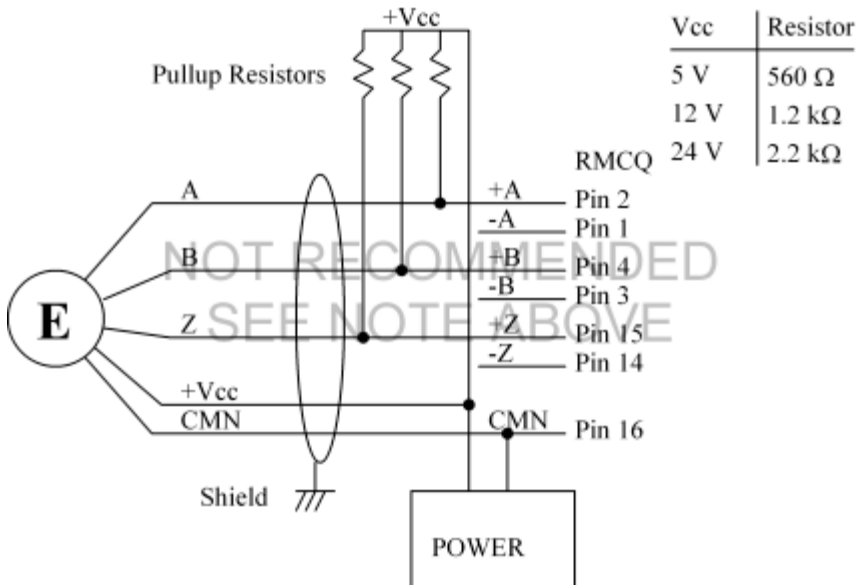 +Vcc
Vcc Resistor
Pullup Resistors
5 V 560 Ω
12 V 1.2 kΩ
24 V 2.2 kΩ
RMCQ
A +A Pin 2
-A Pin 1
NOT RECOMMENDED
B +B Pin 4
-B Pin 3
SEE NOTE ABOVE
E
Z +Z Pin 15
-Z Pin 14
+Vcc
CMN CMN Pin 16
Shield
POWER